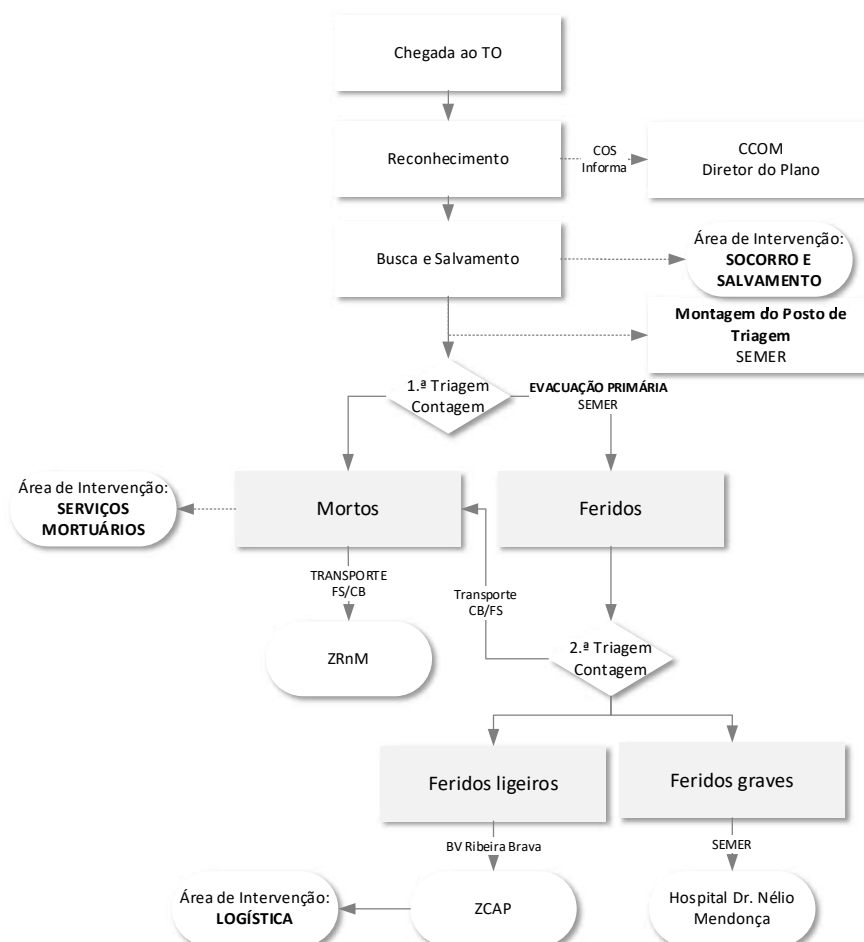 Chegada ao TO
Reconhecimento
COS
Informa
CCOM
Diretor do Plano
Busca e Salvamento
Área de Intervenção:
SOCORRO E
SALVAMENTO
Montagem do Posto de
Triagem
SEMER
1.ª Triagem
Contagem
EVACUAÇÃO PRIMÁRIA
SEMER
Área de Intervenção:
SERVIÇOS
MORTUÁRIOS
Mortos
Feridos
TRANSPORTE
FS/CB
Transporte
CB/FS
ZRnM
2.ª Triagem
Contagem
Feridos ligeiros
Feridos graves
BV Ribeira Brava
SEMER
Área de Intervenção:
LOGÍSTICA
ZCAP
Hospital Dr. Nélio
Mendonça